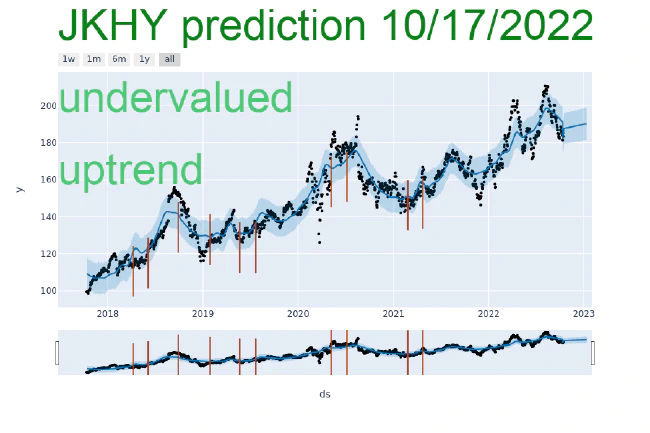 JKHY prediction 10/17/2022
1w 1m 6m 1y all
undervalued
uptrend
200
180
160
140
120
100
y
2018 2019 2020 2021 2022 2023
ds